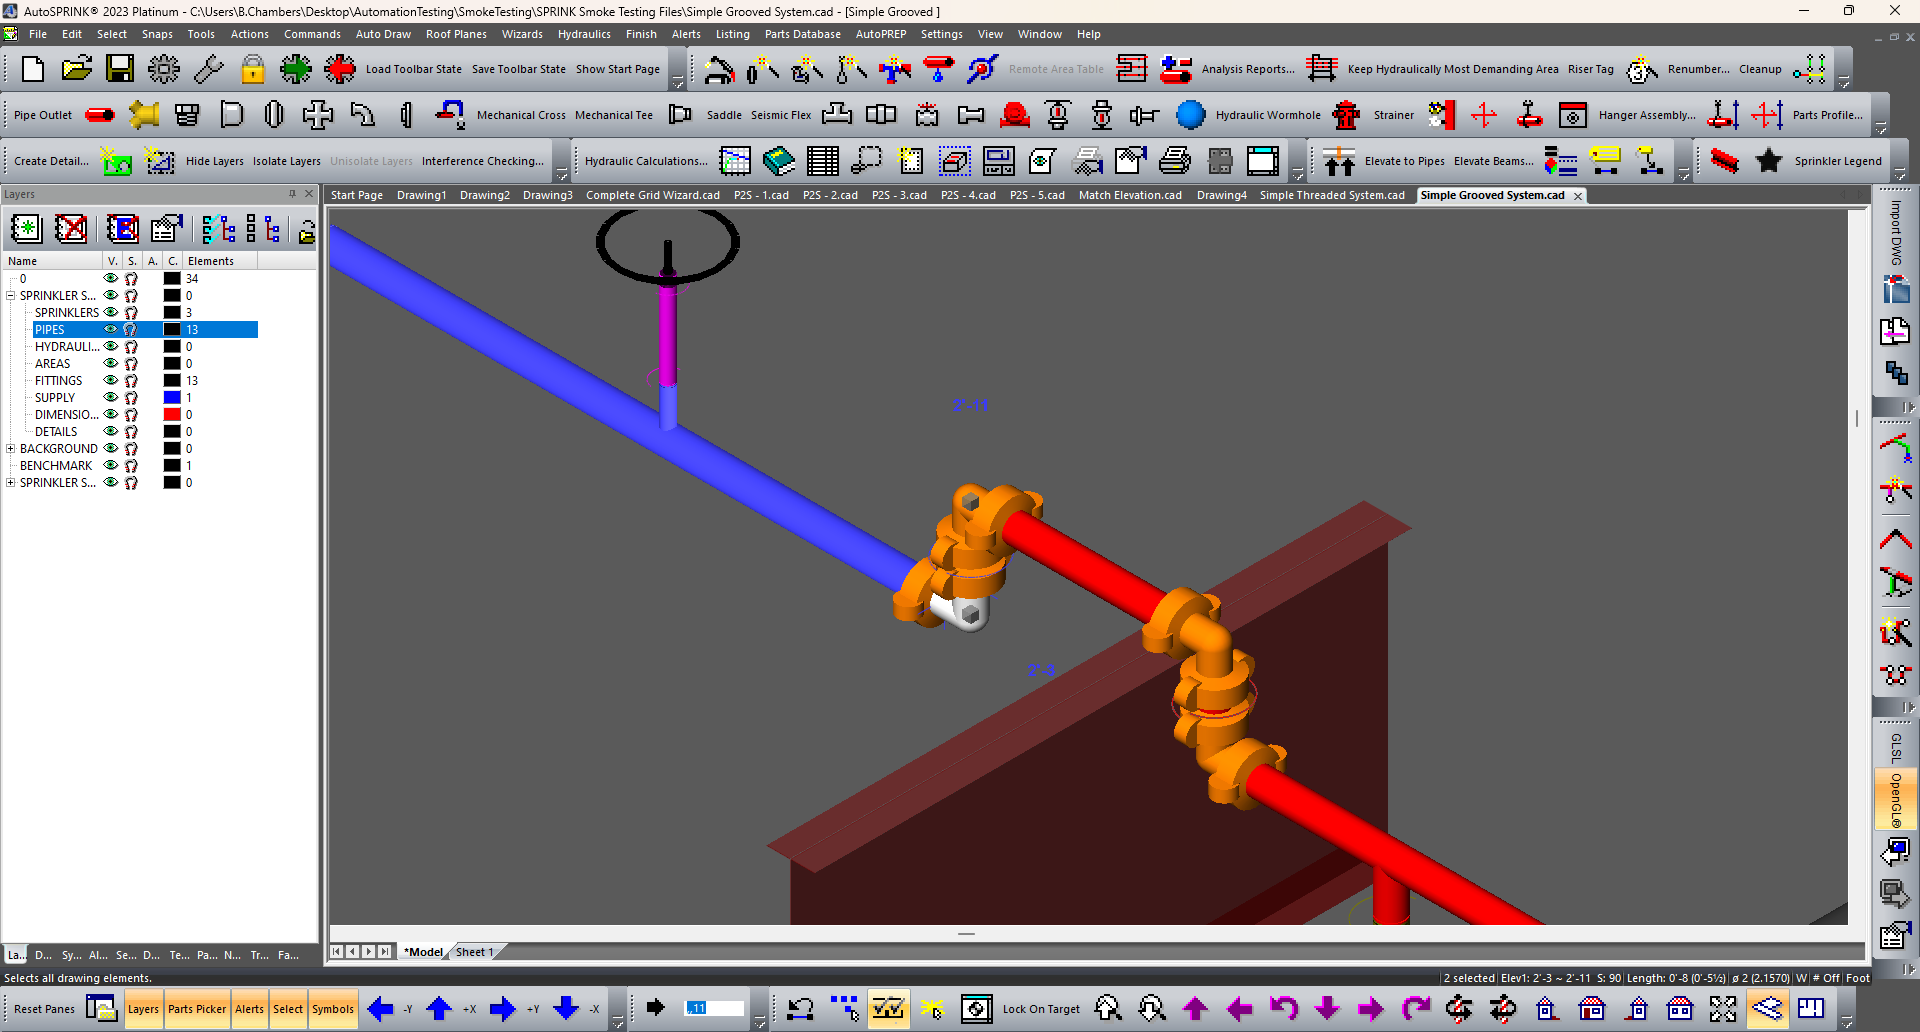 AutoSPRINK® 2023 Platinum - C:\Users\B.Chambers\Desktop\AutomationTesting\SmokeTesting\SPRINK Smoke Testing Files\Simple Grooved System.cad - [Simple Grooved ]
File Edit Select Snaps Tools Actions Commands Auto Draw Roof Planes Wizards Hydraulics Finish Alerts Listing Parts Database AutoPREP Settings View Window Help
Load Toolbar State Save Toolbar State Show Start Page Remote Area Table Analysis Reports... Keep Hydraulically Most Demanding Area Riser Tag Renumber... Cleanup
Pipe Outlet Mechanical Cross Mechanical Tee Saddle Seismic Flex Hydraulic Wormhole Strainer Hanger Assembly... Parts Profile...
Create Detail... Hide Layers Isolate Layers Unisolate Layers Interference Checking... Hydraulic Calculations... Elevate to Pipes Elevate Beams... Sprinkler Legend
Layers
Start Page Drawing1 Drawing2 Drawing3 Complete Grid Wizard.cad P2S - 1.cad P2S - 2.cad P2S - 3.cad P2S - 4.cad P2S - 5.cad Match Elevation.cad Drawing4 Simple Threaded System.cad Simple Grooved System.cad
Name V. S. A. C. Elements
0 34
SPRINKLER S... 0
SPRINKLERS 3
PIPES 13
HYDRAULI... 0
AREAS 0
FITTINGS 13
SUPPLY 1
DIMENSIO... 0
DETAILS 0
BACKGROUND 0
BENCHMARK 1
SPRINKLER S... 0
2'-11
2'-3
Import DWG
GLSL
OpenGL®
La... D... Sy... Al... Se... D... Te... Pa... N... Tr... Fa...
*Model Sheet 1
Selects all drawing elements.
2 selected Elev1: 2'-3 ~ 2'-11 S: 90 Length: 0'-8 (0'-5½) ø 2 (2.1570) W # Off Foot
Reset Panes Layers Parts Picker Alerts Select Symbols -Y +X +Y -X .,11 Lock On Target